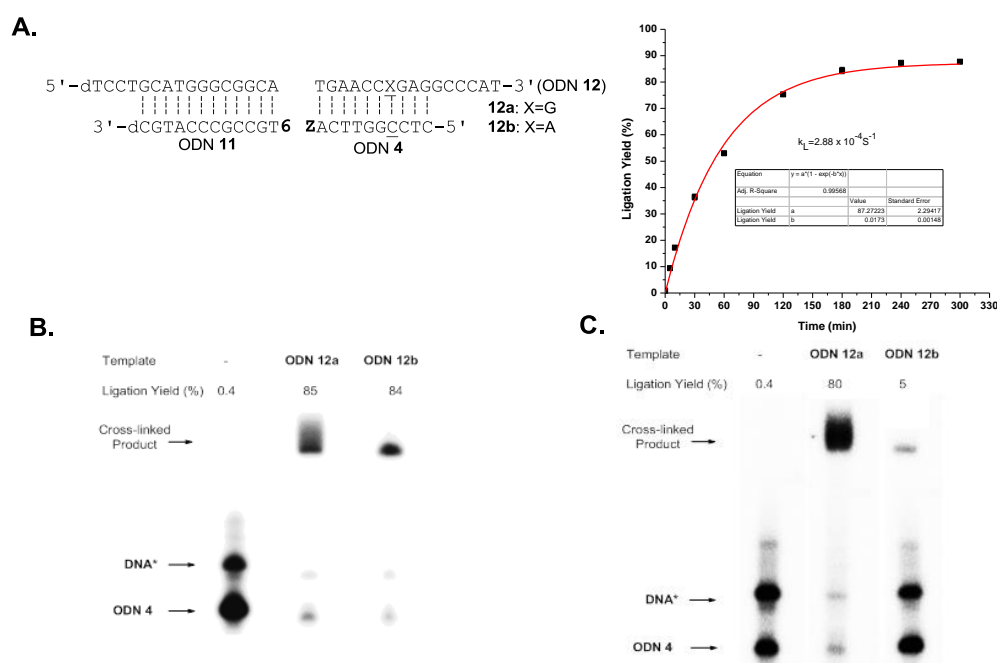 A.
5'-dTCCTGCATGGGCGGCA TGAACCXGAGGCCCAT-3'(ODN 12)
3'-dCGTACCCGCCGT6 ZACTTGGCCTC-5'
12a: X=G
12b: X=A
ODN 11 ODN 4
Ligation Yield (%)
100
90
80
70
60
50
40
30
20
10
0
kL=2.88 x 10-4S-1
Equation y = a*(1 - exp(-b*x))
Adj. R-Square 0.99568
Value Standard Error
Ligation Yield a 87.27223 2.29417
Ligation Yield b 0.0173 0.00148
0 30 60 90 120 150 180 210 240 270 300 330
Time (min)
B.
Template - ODN 12a ODN 12b
Ligation Yield (%) 0.4 85 84
Cross-linked
Product
DNA*
ODN 4
C.
Template - ODN 12a ODN 12b
Ligation Yield (%) 0.4 80 5
Cross-linked
Product
DNA*
ODN 4